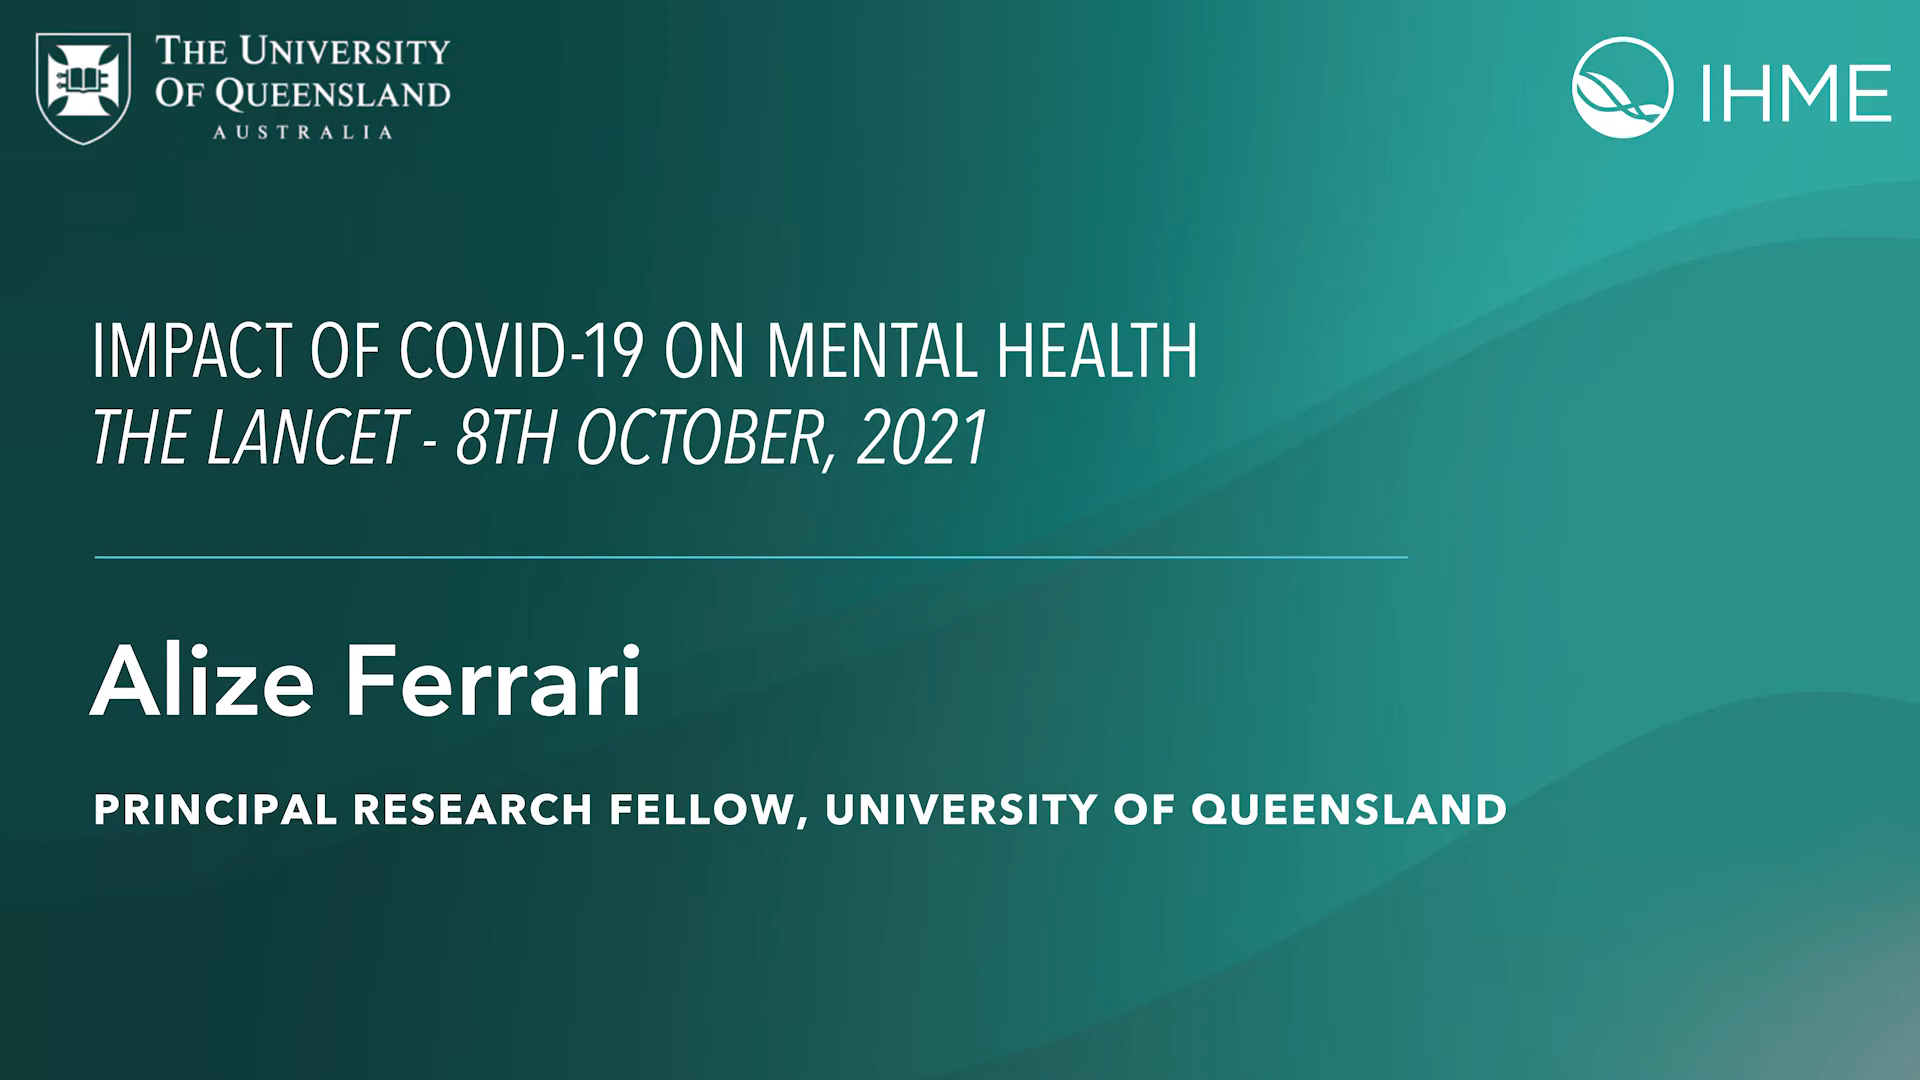 THE UNIVERSITY
OF QUEENSLAND
AUSTRALIA
IHME
IMPACT OF COVID-19 ON MENTAL HEALTH
THE LANCET - 8TH OCTOBER, 2021
Alize Ferrari
PRINCIPAL RESEARCH FELLOW, UNIVERSITY OF QUEENSLAND